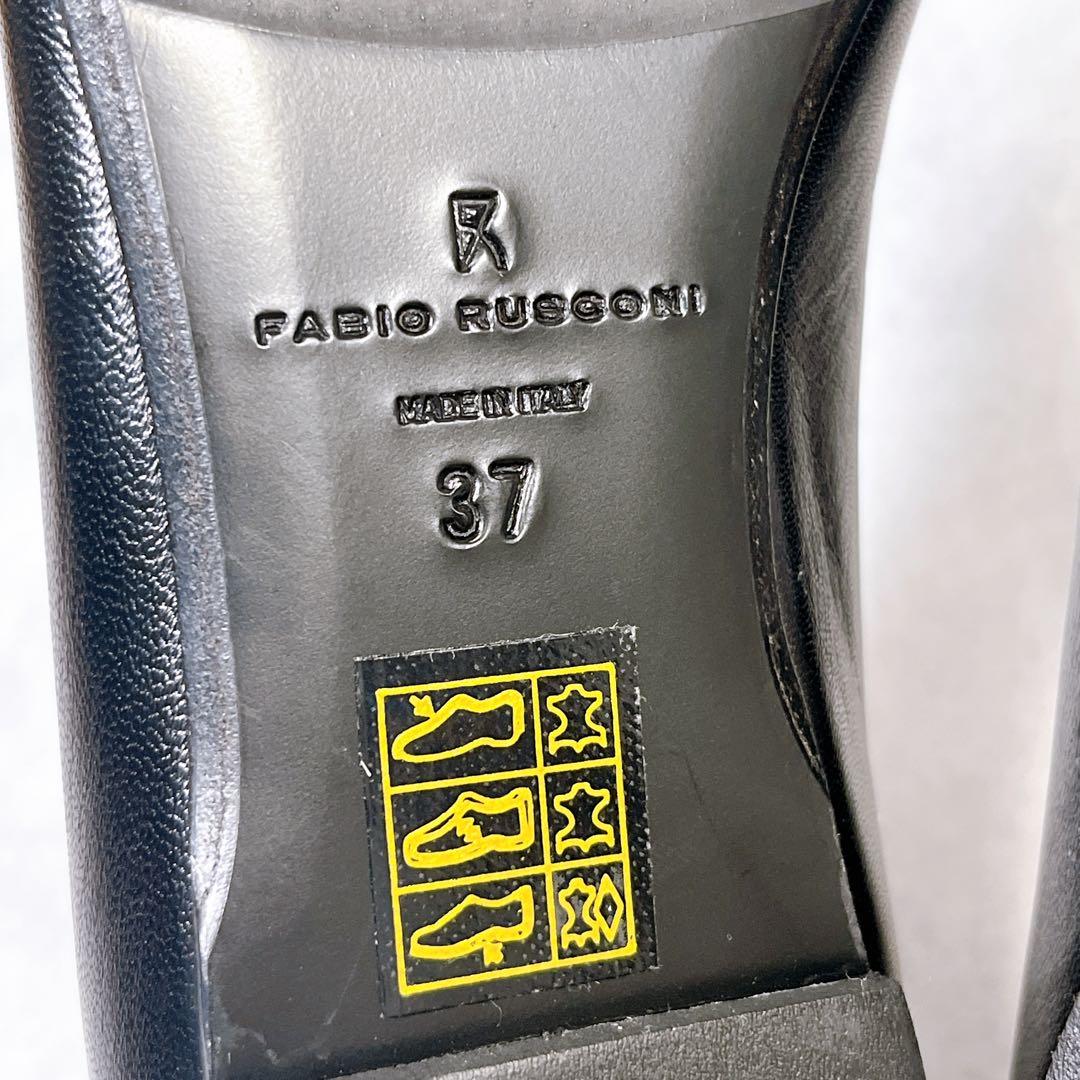 R
FABIO RUSCONI
MADE IN ITALY
37